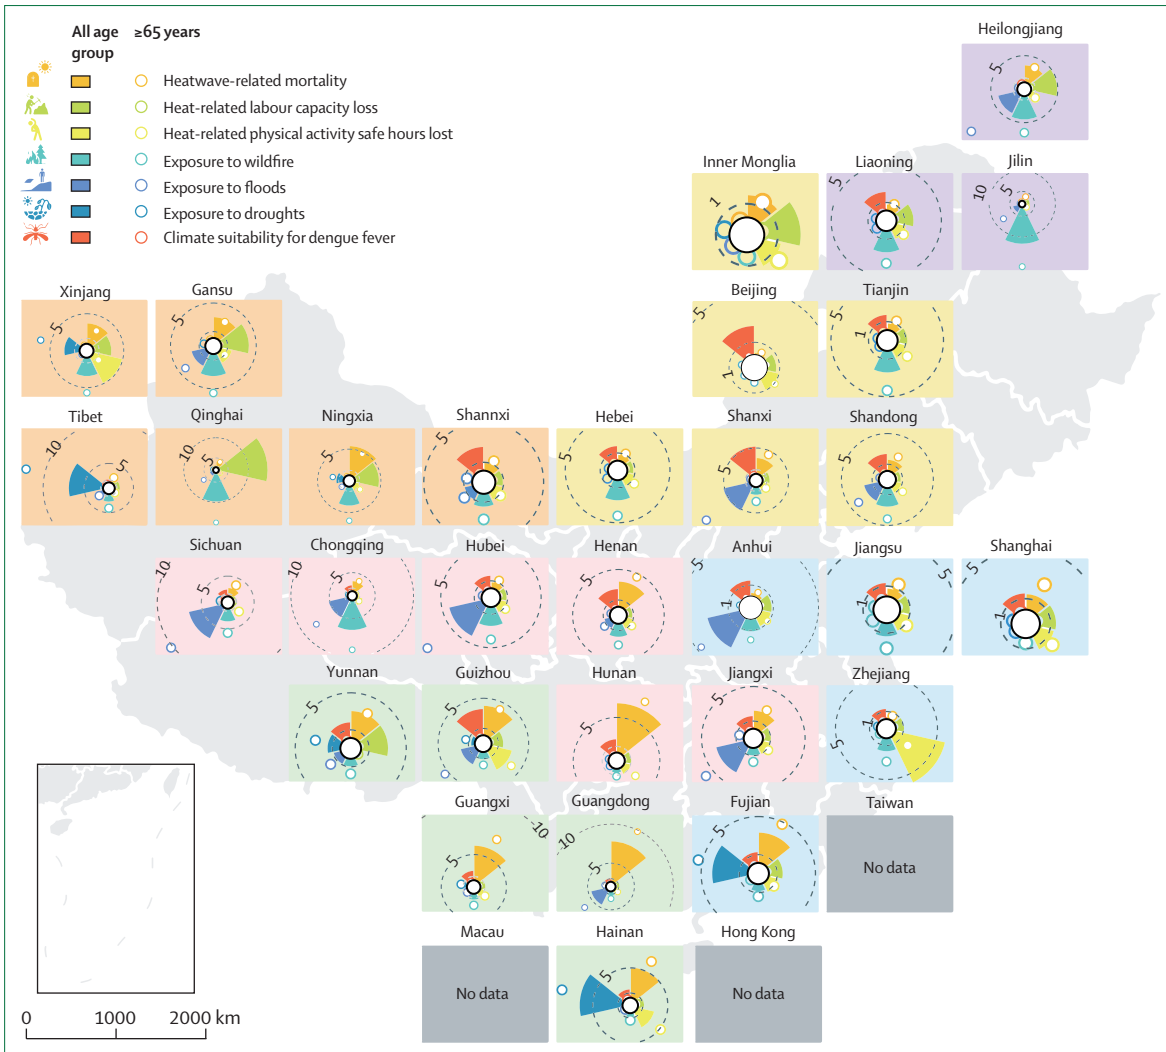 All age group
≥65 years
Heatwave-related mortality
Heat-related labour capacity loss
Heat-related physical activity safe hours lost
Exposure to wildfire
Exposure to floods
Exposure to droughts
Climate suitability for dengue fever
Heilongjiang
5
Inner Monglia
1
Liaoning
5
Jilin
10
5
Xinjang
5
Gansu
5
Beijing
5
1
Tianjin
5
1
Tibet
10
5
Qinghai
10
5
Ningxia
5
Shannxi
5
Hebei
5
Shanxi
5
Shandong
5
Sichuan
10
5
Chongqing
10
5
Hubei
5
Henan
5
Anhui
5
1
Jiangsu
5
1
Shanghai
5
1
Yunnan
5
Guizhou
5
Hunan
5
Jiangxi
5
Zhejiang
1
5
Guangxi
10
5
Guangdong
10
5
Fujian
5
Taiwan
No data
Macau
No data
Hainan
5
Hong Kong
No data
0 1000 2000 km